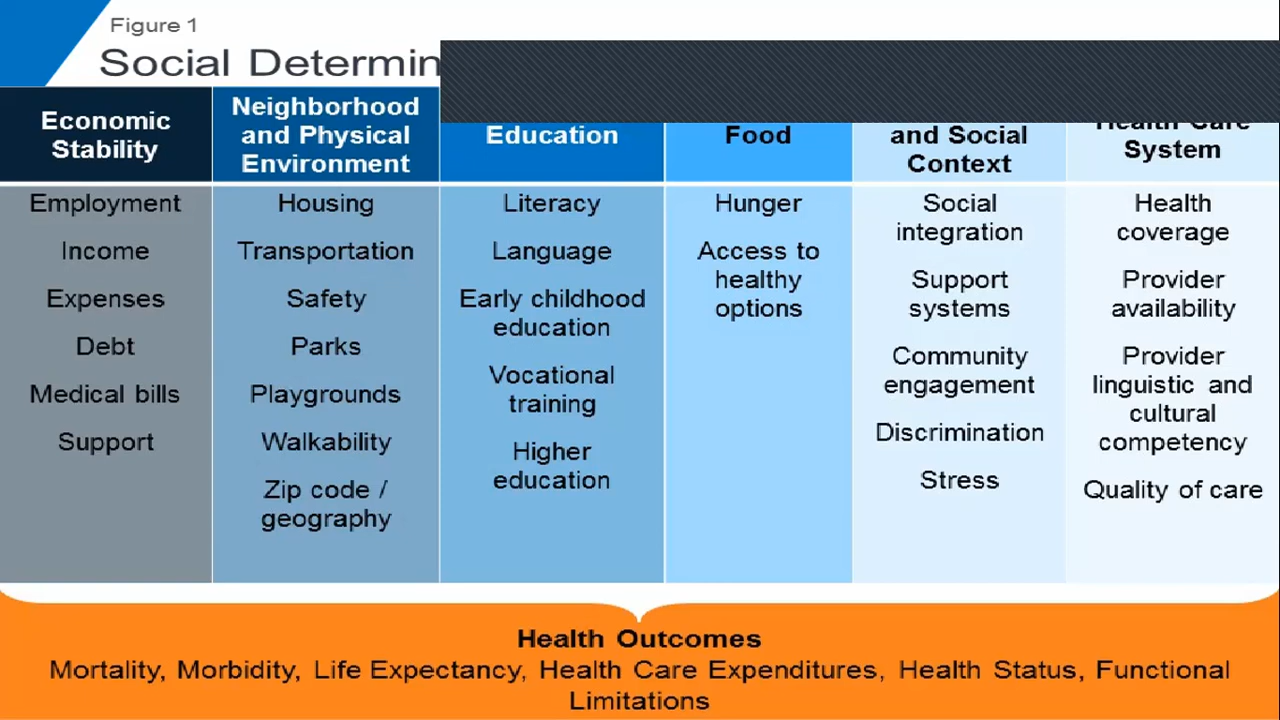 Figure 1
Social Determin
Economic
Stability
Neighborhood
and Physical
Environment
Education
Food
and Social
Context
Health Care
System
Employment
Income
Expenses
Debt
Medical bills
Support
Housing
Transportation
Safety
Parks
Playgrounds
Walkability
Zip code /
geography
Literacy
Language
Early childhood
education
Vocational
training
Higher
education
Hunger
Access to
healthy
options
Social
integration
Support
systems
Community
engagement
Discrimination
Stress
Health
coverage
Provider
availability
Provider
linguistic and
cultural
competency
Quality of care
Health Outcomes
Mortality, Morbidity, Life Expectancy, Health Care Expenditures, Health Status, Functional
Limitations